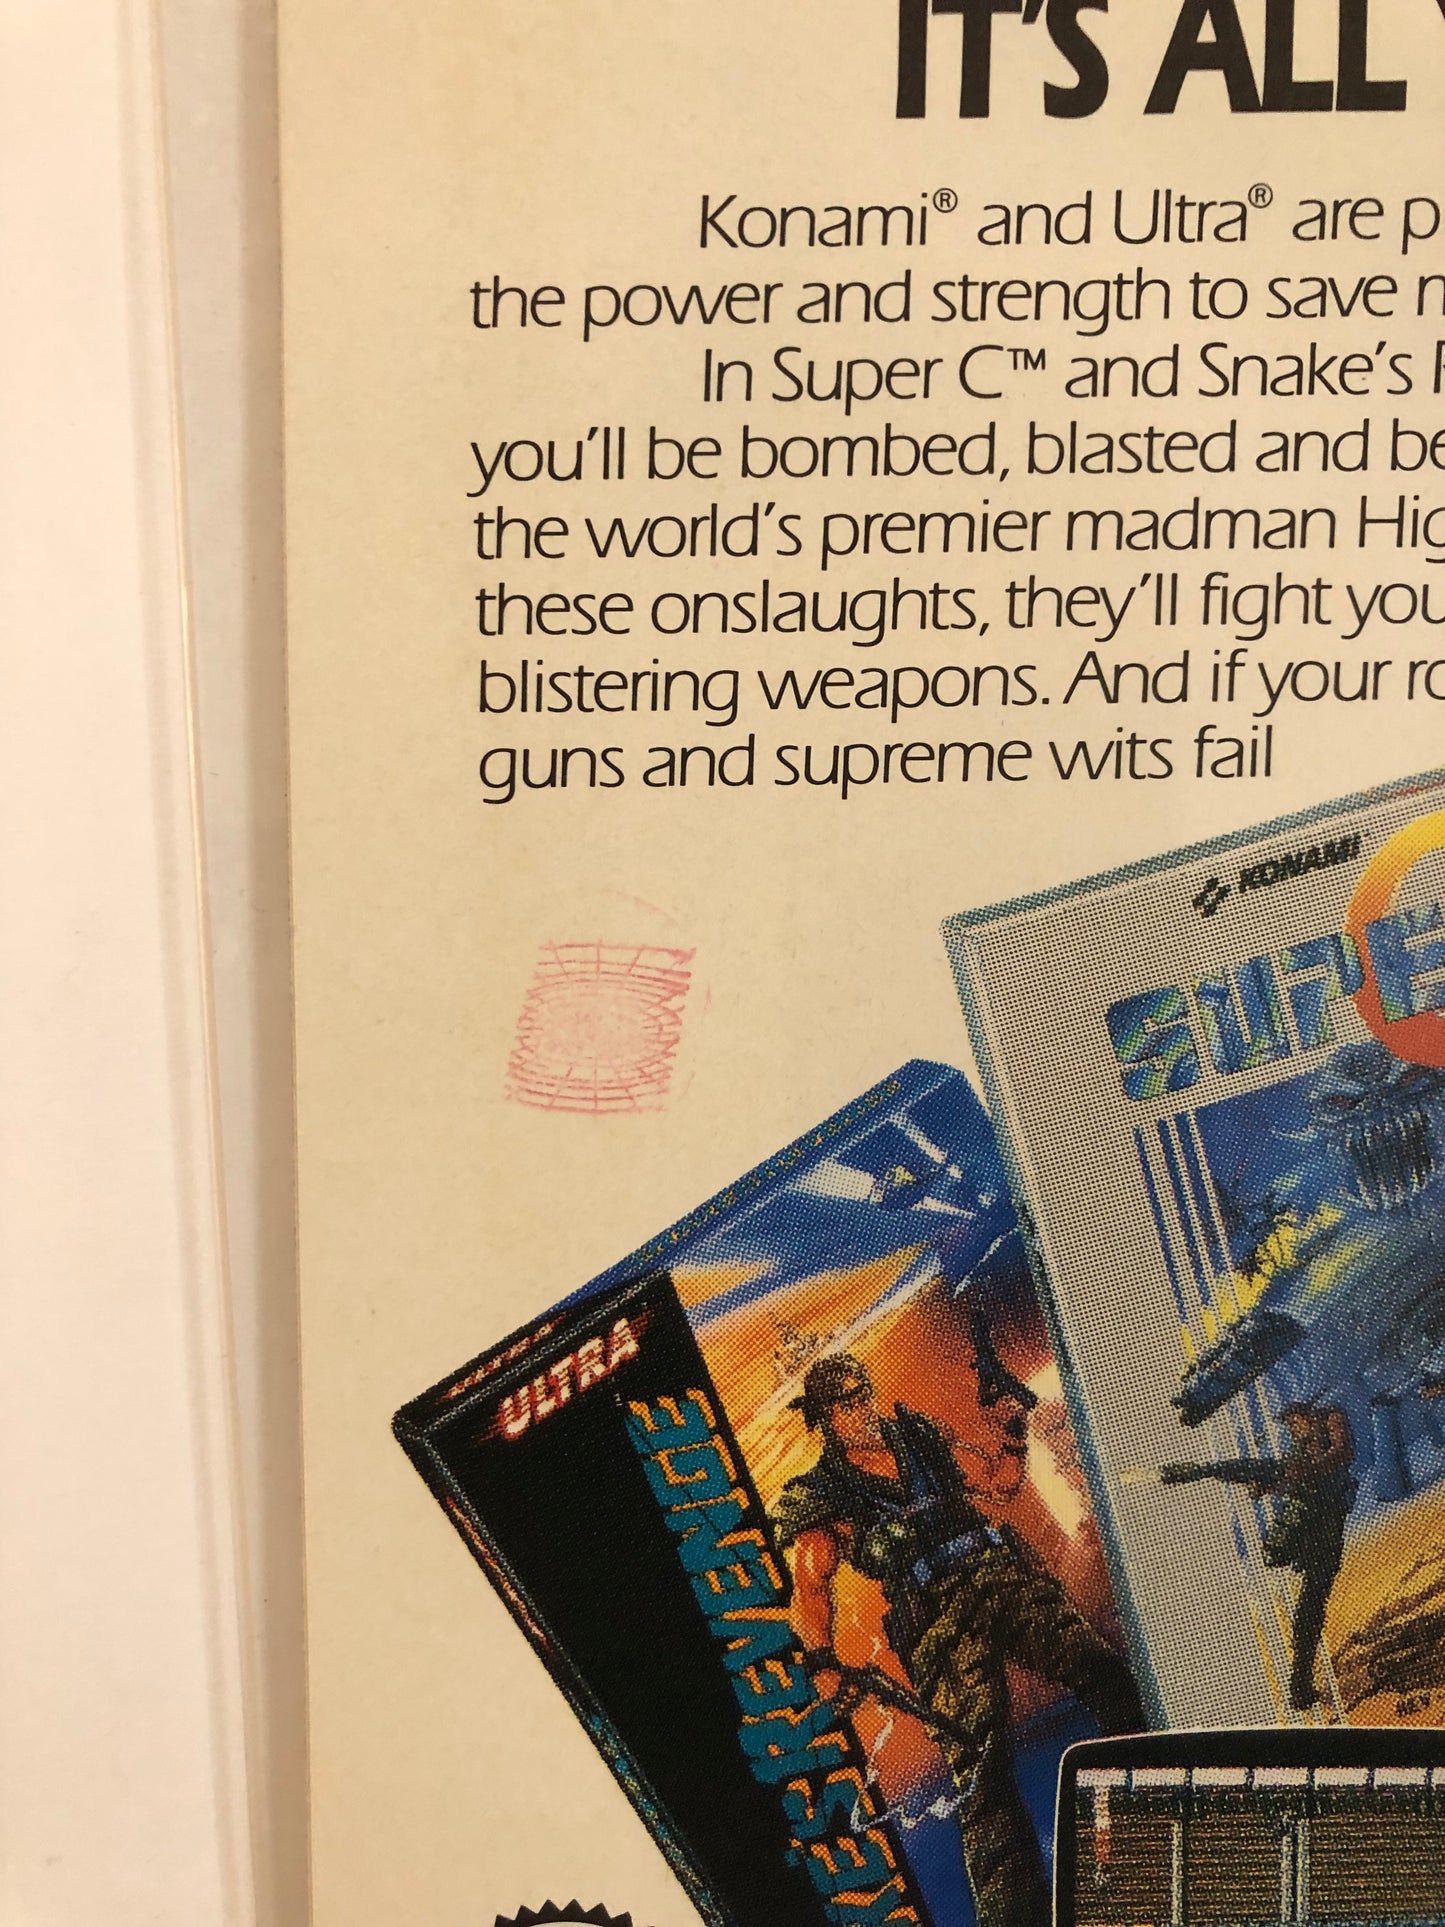 IT'S ALL
Konami® and Ultra® are p
the power and strength to save
In Super C™ and Snake's
you'll be bombed, blasted and be
the world's premier madman Hig
these onslaughts, they'll fight you
blistering weapons. And if your ro
guns and supreme wits fail
KONAMI
SUPE
ULTRA
KE'S REVENGE